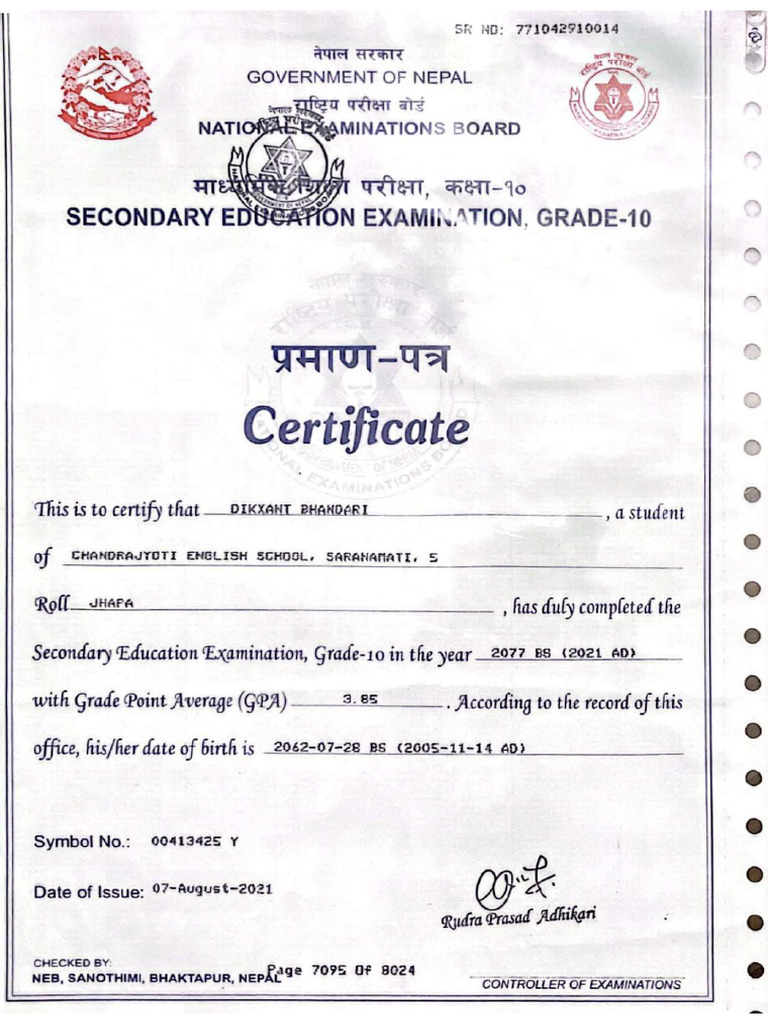 SR NO: 771042910014
नेपाल सरकार
GOVERNMENT OF NEPAL
राष्ट्रिय परीक्षा बोर्ड
NATIONAL EXAMINATIONS BOARD
माध्यमिक शिक्षा परीक्षा, कक्षा-१०
SECONDARY EDUCATION EXAMINATION, GRADE-10
प्रमाण-पत्र
Certificate
This is to certify that DIKXANT BHANDARI , a student
of CHANDRAJYOTI ENGLISH SCHOOL, SARANAMATI, 5
Roll JHAPA , has duly completed the
Secondary Education Examination, Grade-10 in the year 2077 BS (2021 AD)
with Grade Point Average (GPA) 3.85 . According to the record of this
office, his/her date of birth is 2062-07-28 BS (2005-11-14 AD)
Symbol No.: 00413425 Y
Date of Issue: 07-August-2021
Rudra Prasad Adhikari
CHECKED BY:
NEB, SANOTHIMI, BHAKTAPUR, NEPAL Page 7095 Of 8024
CONTROLLER OF EXAMINATIONS